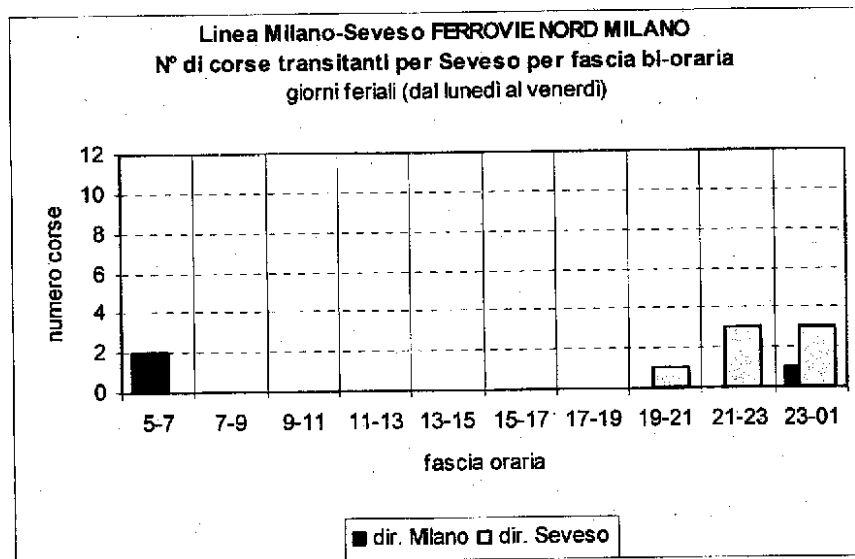 Linea Milano-Seveso FERROVIE NORD MILANO
N° di corse transitanti per Seveso per fascia bi-oraria
giorni feriali (dal lunedì al venerdì)
numero corse
12
10
8
6
4
2
0
5-7 7-9 9-11 11-13 13-15 15-17 17-19 19-21 21-23 23-01
fascia oraria
dir. Milano dir. Seveso